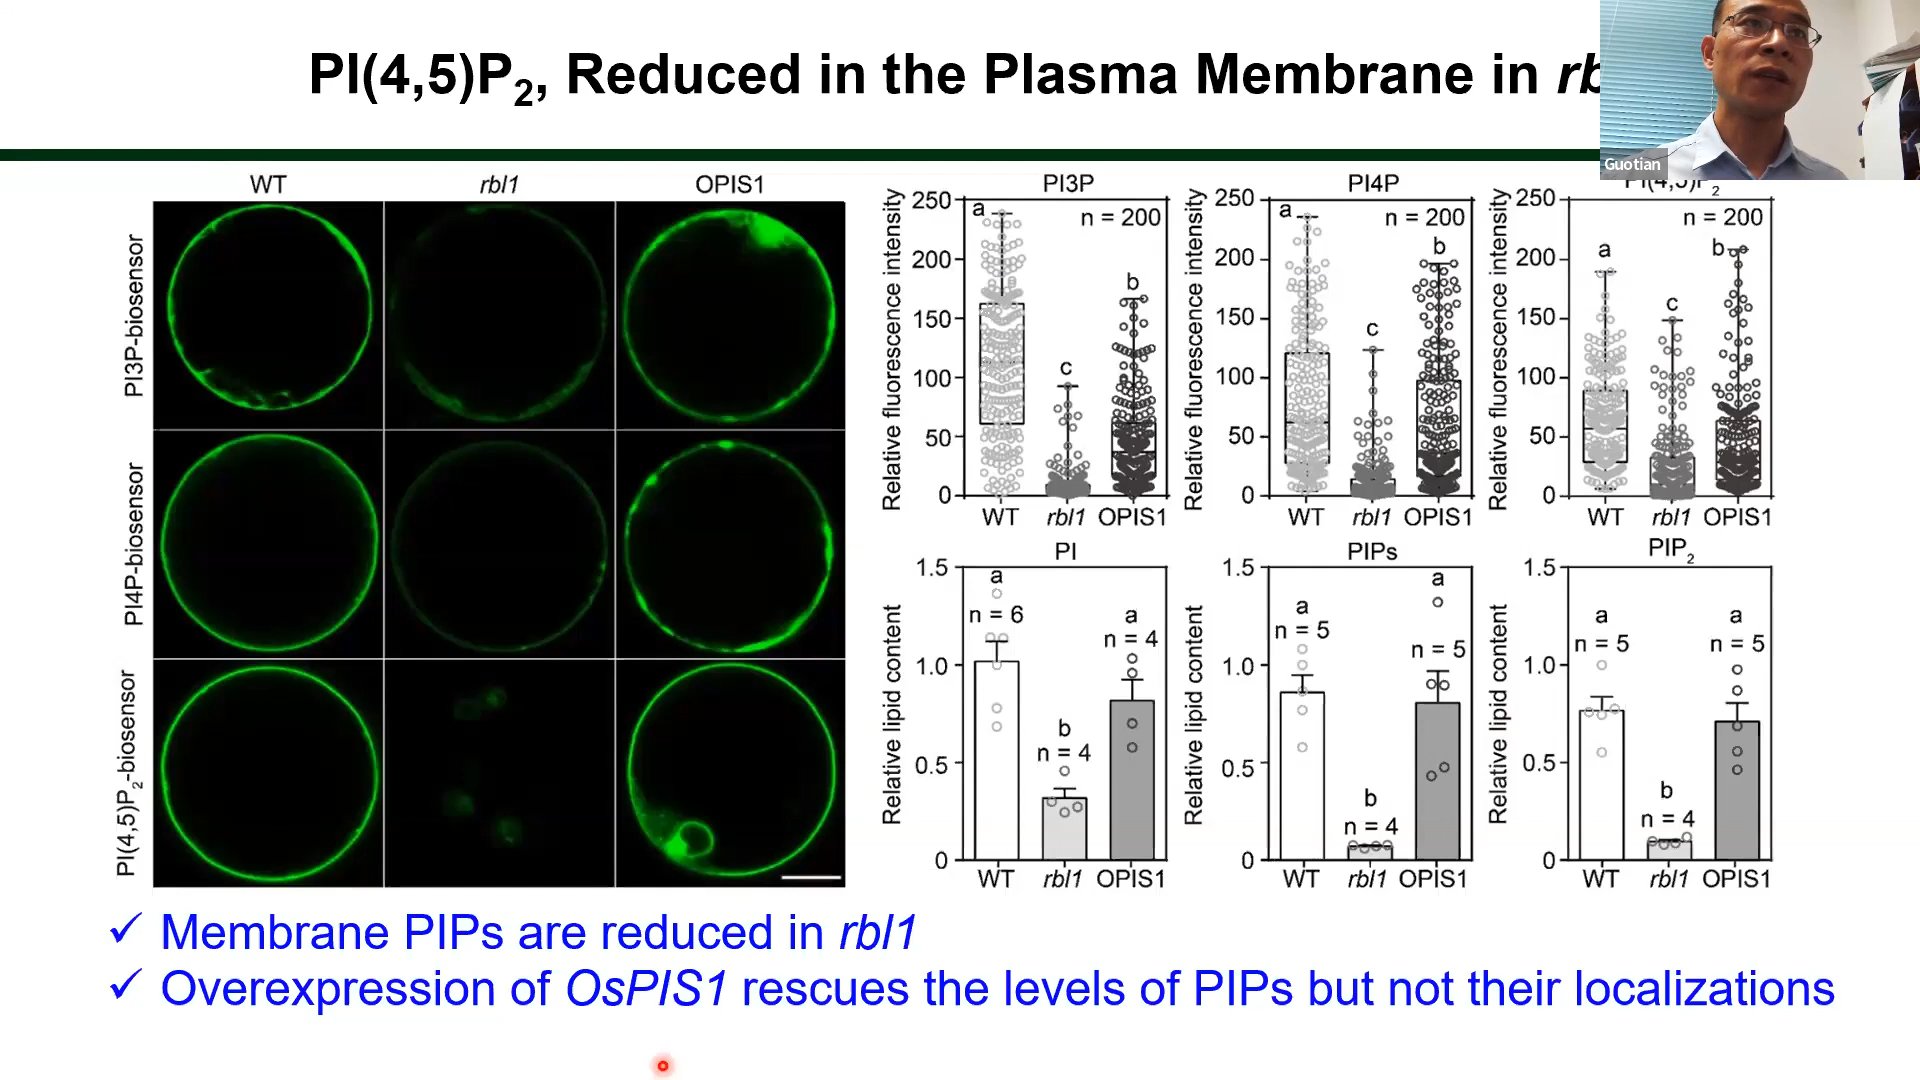 PI(4,5)P2, Reduced in the Plasma Membrane in
Guotian
WT rbl1 OPIS1
PI3P-biosensor
PI4P-biosensor
PI(4,5)P2-biosensor
PI3P
Relative fluorescence intensity
250
200
150
100
50
0
a
n = 200
c
b
WT rbl1 OPIS1
PI4P
Relative fluorescence intensity
250
200
150
100
50
0
a
n = 200
c
b
WT rbl1 OPIS1
PI(4,5)P2
Relative fluorescence intensity
250
200
150
100
50
0
n = 200
a
c
b
WT rbl1 OPIS1
PI
Relative lipid content
1.5
1.0
0.5
0
a
n = 6
b
n = 4
a
n = 4
WT rbl1 OPIS1
PIPs
Relative lipid content
1.5
1.0
0.5
0
a
n = 5
b
n = 4
a
n = 5
WT rbl1 OPIS1
PIP2
Relative lipid content
1.5
1.0
0.5
0
a
n = 5
b
n = 4
a
n = 5
WT rbl1 OPIS1
✓ Membrane PIPs are reduced in rbl1
✓ Overexpression of OsPIS1 rescues the levels of PIPs but not their localizations